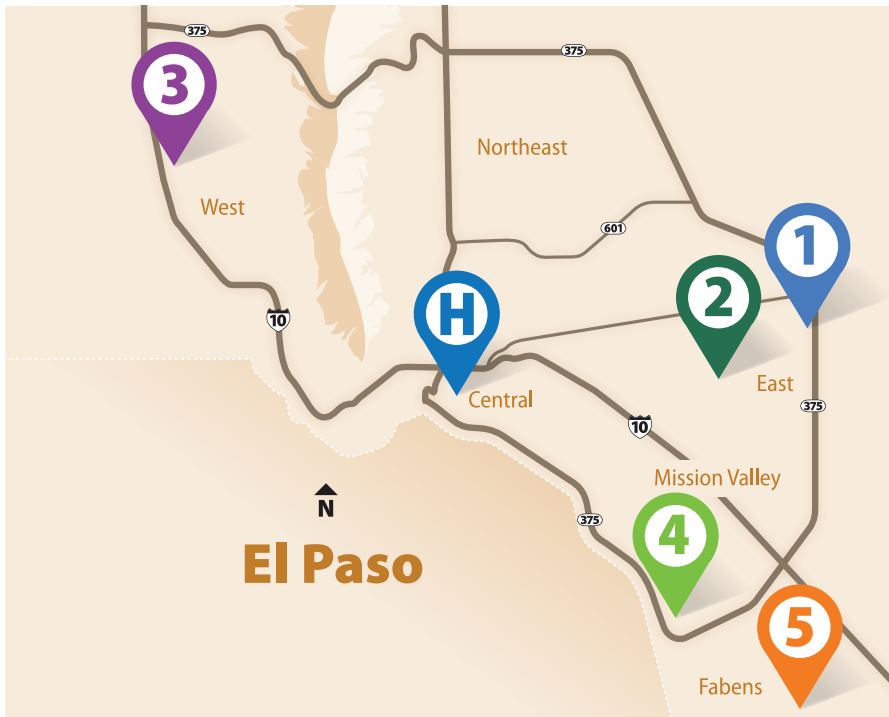 375
375
3
Northeast
West
601
1
2
H
10
East
Central
375
10
Mission Valley
N
375
4
El Paso
5
Fabens